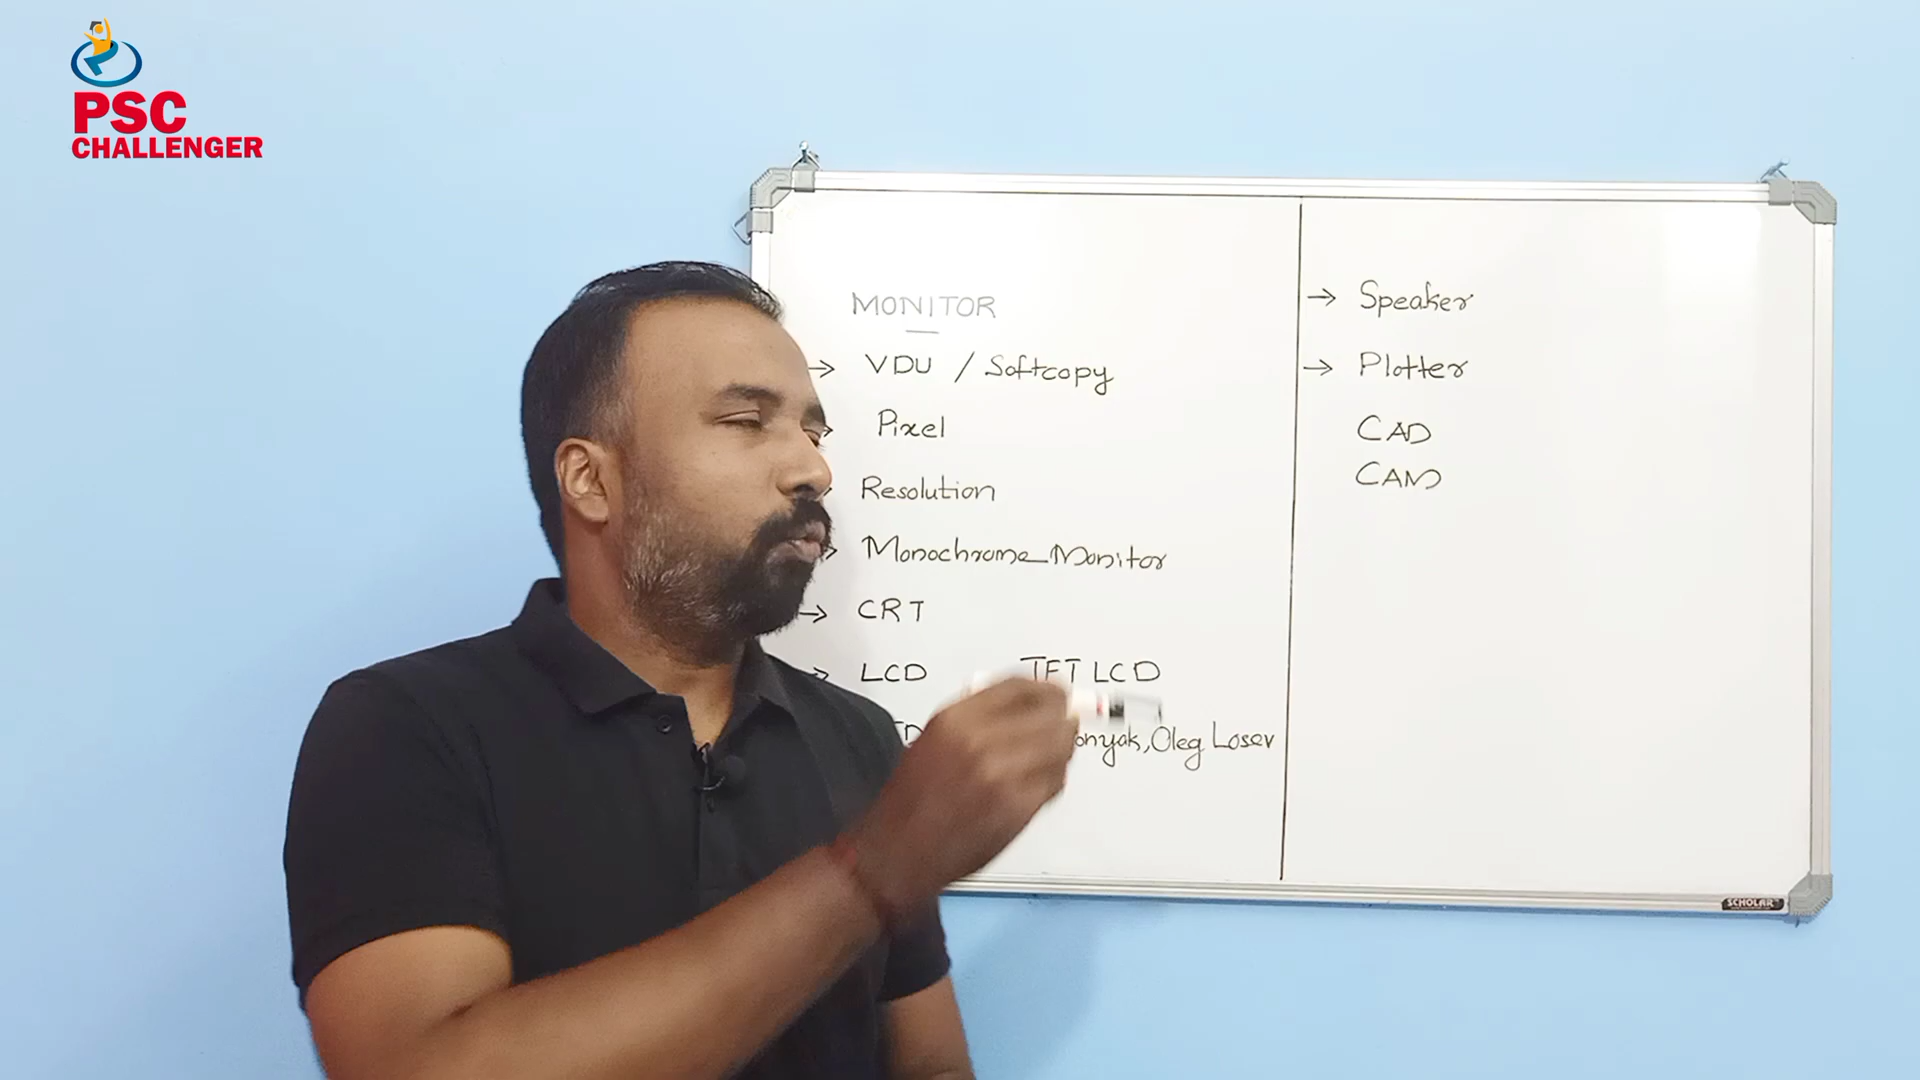 PSC
CHALLENGER
MONITOR
→ VDU / Softcopy
Pixel
Resolution
Monochrome Monitor
→ CRT
→ LCD TFT LCD
Oleg Losev
→ Speaker
→ Plotter
CAD
CAM
SCHOLAR